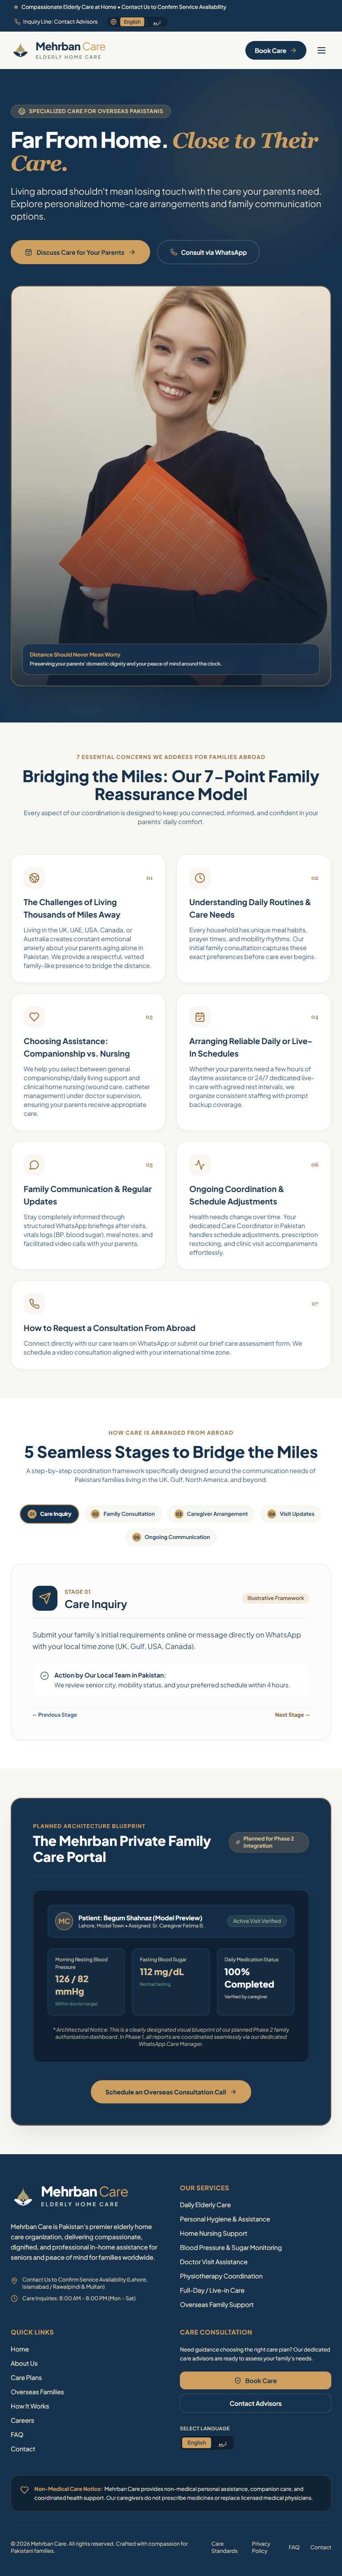 Compassionate Elderly Care at Home • Contact Us to Confirm Service Availability
Inquiry Line: Contact Advisors
English
اردو
Mehrban Care
ELDERLY HOME CARE
Book Care →
SPECIALIZED CARE FOR OVERSEAS PAKISTANIS
Far From Home. Close to Their
Care.
Living abroad shouldn't mean losing touch with the care your parents need.
Explore personalized home-care arrangements and family communication
options.
Discuss Care for Your Parents →
Consult via WhatsApp
Distance Should Never Mean Worry
Preserving your parents' domestic dignity and your peace of mind around the clock.
7 ESSENTIAL CONCERNS WE ADDRESS FOR FAMILIES ABROAD
Bridging the Miles: Our 7-Point Family
Reassurance Model
Every aspect of our coordination is designed to keep you connected, informed, and confident in your
parents' daily comfort.
01
The Challenges of Living
Thousands of Miles Away
Living in the UK, UAE, USA, Canada, or
Australia creates constant emotional
anxiety about your parents aging alone in
Pakistan. We provide a respectful, vetted
family-like presence to bridge the distance.
02
Understanding Daily Routines &
Care Needs
Every household has unique meal habits,
prayer times, and mobility rhythms. Our
initial family consultation captures these
exact preferences before care ever begins.
03
Choosing Assistance:
Companionship vs. Nursing
We help you select between general
companionship/daily living support and
clinical home nursing (wound care, catheter
management) under doctor supervision,
ensuring your parents receive appropriate
care.
04
Arranging Reliable Daily or Live-
In Schedules
Whether your parents need a few hours of
daytime assistance or 24/7 dedicated live-
in care with agreed rest intervals, we
organize consistent staffing with prompt
backup coverage.
05
Family Communication & Regular
Updates
Stay completely informed through
structured WhatsApp briefings after visits,
vitals logs (BP, blood sugar), meal notes, and
facilitated video calls with your parents.
06
Ongoing Coordination &
Schedule Adjustments
Health needs change over time. Your
dedicated Care Coordinator in Pakistan
handles schedule adjustments, prescription
restocking, and clinic visit accompaniments
effortlessly.
07
How to Request a Consultation From Abroad
Connect directly with our care team on WhatsApp or submit our brief care assessment form. We
schedule a video consultation aligned with your international time zone.
HOW CARE IS ARRANGED FROM ABROAD
5 Seamless Stages to Bridge the Miles
A step-by-step coordination framework specifically designed around the communication needs of
Pakistani families living in the UK, Gulf, North America, and beyond.
01 Care Inquiry
02 Family Consultation
03 Caregiver Arrangement
04 Visit Updates
05 Ongoing Communication
STAGE 01
Care Inquiry
Illustrative Framework
Submit your family's initial requirements online or message directly on WhatsApp
with your local time zone (UK, Gulf, USA, Canada).
Action by Our Local Team in Pakistan:
We review senior city, mobility status, and your preferred schedule within 4 hours.
← Previous Stage
Next Stage →
PLANNED ARCHITECTURE BLUEPRINT
The Mehrban Private Family
Care Portal
Planned for Phase 2
Integration
MC
Patient: Begum Shahnaz (Model Preview)
Lahore, Model Town • Assigned: Sr. Caregiver Fatima B.
Active Visit Verified
Morning Resting Blood
Pressure
126 / 82
mmHg
Within doctor target
Fasting Blood Sugar
112 mg/dL
Normal fasting
Daily Medication Status
100%
Completed
Verified by caregiver
* Architectural Notice: This is a clearly designated visual blueprint of our planned Phase 2 family
authorization dashboard. In Phase 1, all reports are coordinated seamlessly via our dedicated
WhatsApp Care Manager.
Schedule an Overseas Consultation Call →
Mehrban Care
ELDERLY HOME CARE
Mehrban Care is Pakistan's premier elderly home
care organization, delivering compassionate,
dignified, and professional in-home assistance for
seniors and peace of mind for families worldwide.
Contact Us to Confirm Service Availability (Lahore,
Islamabad / Rawalpindi & Multan)
Care Inquiries: 8:00 AM – 8:00 PM (Mon – Sat)
OUR SERVICES
Daily Elderly Care
Personal Hygiene & Assistance
Home Nursing Support
Blood Pressure & Sugar Monitoring
Doctor Visit Assistance
Physiotherapy Coordination
Full-Day / Live-in Care
Overseas Family Support
QUICK LINKS
Home
About Us
Care Plans
Overseas Families
How It Works
Careers
FAQ
Contact
CARE CONSULTATION
Need guidance choosing the right care plan? Our dedicated
care advisors are ready to assess your family's needs.
Book Care
Contact Advisors
SELECT LANGUAGE
English
اردو
Non-Medical Care Notice: Mehrban Care provides non-medical personal assistance, companion care, and
coordinated health support. Our caregivers do not prescribe medicines or replace licensed medical physicians.
© 2026 Mehrban Care. All rights reserved. Crafted with compassion for
Pakistani families.
Care
Standards
Privacy
Policy
FAQ
Contact